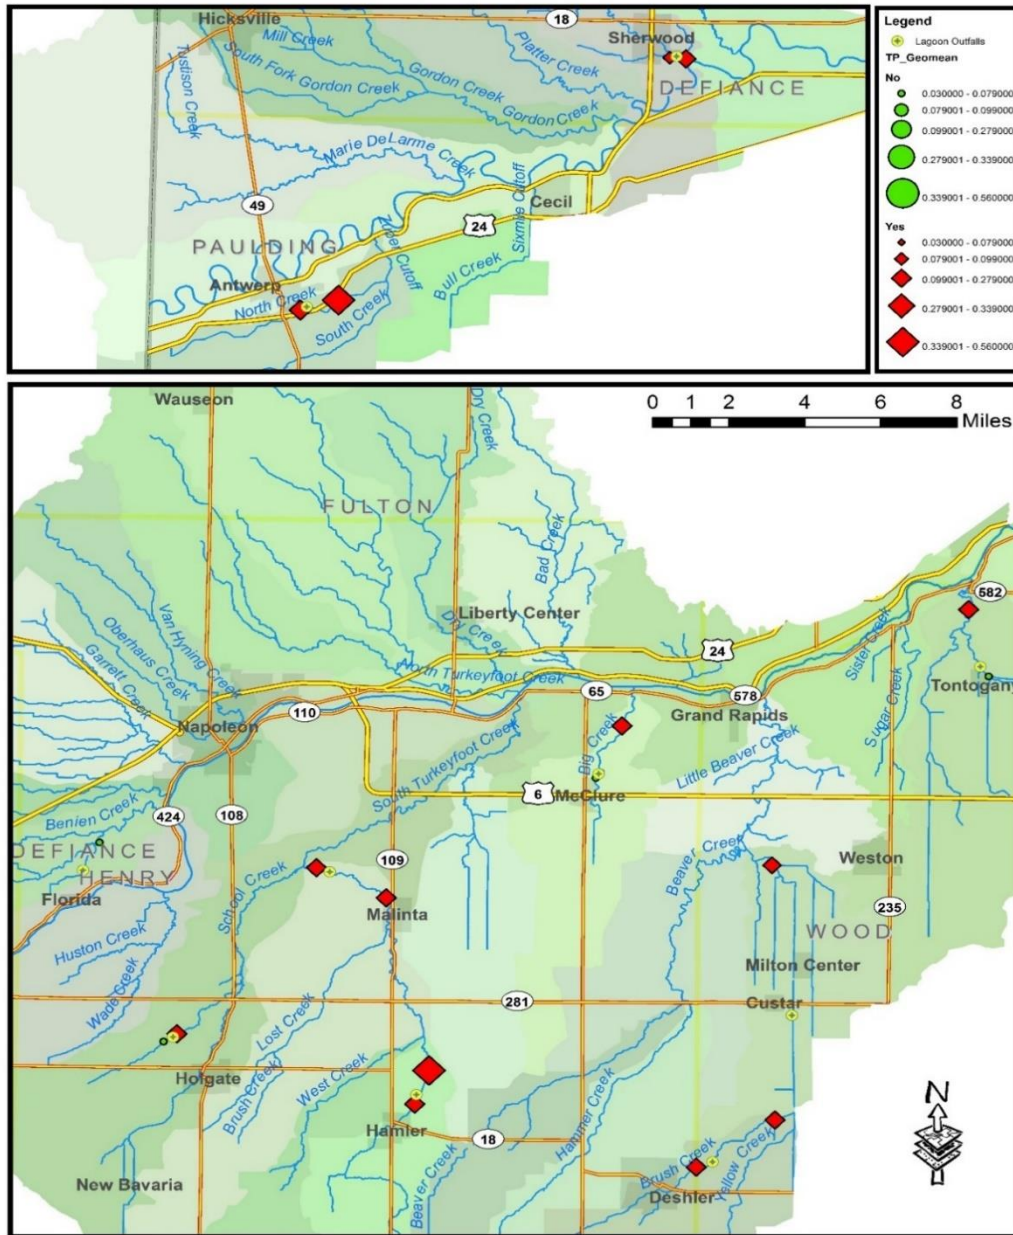 Hicksville
18
Mill Creek
Platter Creek
Sherwood
Tustison Creek
South Fork Gordon Creek
Gordon Creek
Gordon Creek
DEFIANCE
Marie DeLarme Creek
49
Cecil
Sixmile Cutoff
24
Zuber Cutoff
PAULDING
Bull Creek
Antwerp
North Creek
South Creek
Legend
Lagoon Outfalls
TP_Geomean
No
0.030000 - 0.079000
0.079001 - 0.099000
0.099001 - 0.279000
0.279001 - 0.339000
0.339001 - 0.560000
Yes
0.030000 - 0.079000
0.079001 - 0.099000
0.099001 - 0.279000
0.279001 - 0.339000
0.339001 - 0.560000
Wauseon
0 1 2 4 6 8
Miles
Dry Creek
FULTON
Bad Creek
Liberty Center
Dry Creek
582
Van Hyning Creek
Oberhaus Creek
Garrett Creek
North Turkeyfoot Creek
24
Sister Creek
Tontogany
65
578
Sugar Creek
Napoleon
110
Grand Rapids
South Turkeyfoot Creek
Big Creek
Little Beaver Creek
6
McClure
Benien Creek
424
108
DEFIANCE
HENRY
109
Beaver Creek
Weston
Florida
School Creek
Malinta
235
WOOD
Huston Creek
Wade Creek
Milton Center
281
Custar
Lost Creek
Holgate
Brush Creek
West Creek
Hammer Creek
N
Hamler
18
New Bavaria
Beaver Creek
Brush Creek
Yellow Creek
Deshler